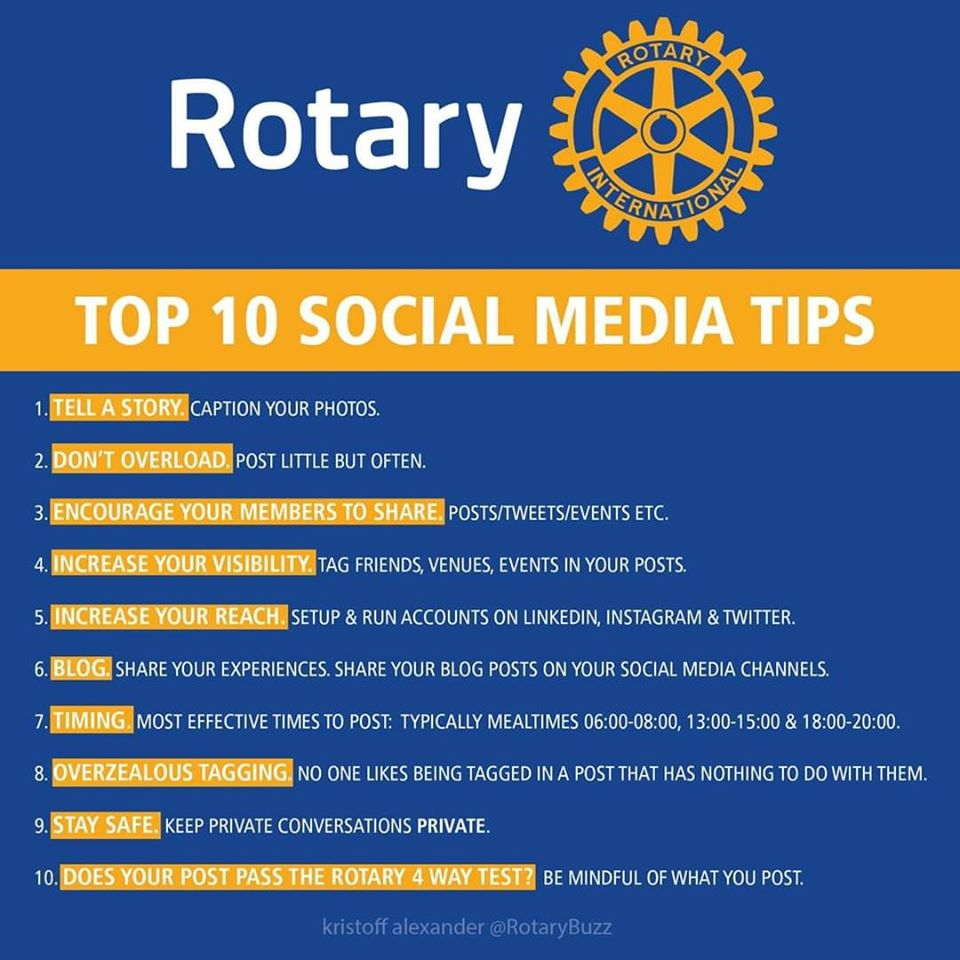 Rotary
ROTARY
INTERNATIONAL
TOP 10 SOCIAL MEDIA TIPS
1. TELL A STORY. CAPTION YOUR PHOTOS.
2. DON'T OVERLOAD. POST LITTLE BUT OFTEN.
3. ENCOURAGE YOUR MEMBERS TO SHARE. POSTS/TWEETS/EVENTS ETC.
4. INCREASE YOUR VISIBILITY. TAG FRIENDS, VENUES, EVENTS IN YOUR POSTS.
5. INCREASE YOUR REACH. SETUP & RUN ACCOUNTS ON LINKEDIN, INSTAGRAM & TWITTER.
6. BLOG. SHARE YOUR EXPERIENCES. SHARE YOUR BLOG POSTS ON YOUR SOCIAL MEDIA CHANNELS.
7. TIMING. MOST EFFECTIVE TIMES TO POST: TYPICALLY MEALTIMES 06:00-08:00, 13:00-15:00 & 18:00-20:00.
8. OVERZEALOUS TAGGING. NO ONE LIKES BEING TAGGED IN A POST THAT HAS NOTHING TO DO WITH THEM.
9. STAY SAFE. KEEP PRIVATE CONVERSATIONS PRIVATE.
10. DOES YOUR POST PASS THE ROTARY 4 WAY TEST? BE MINDFUL OF WHAT YOU POST.
kristoff alexander @RotaryBuzz